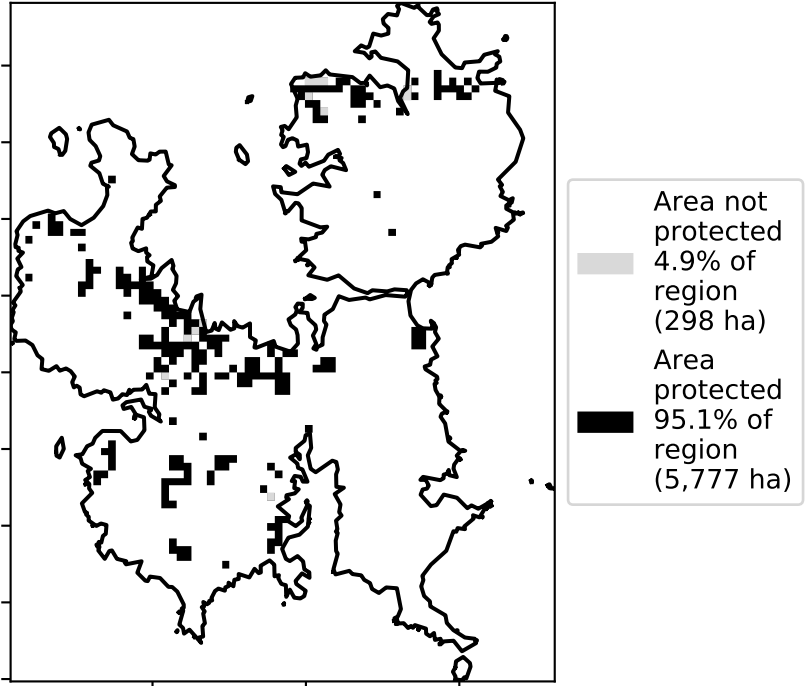 Area not
protected
4.9% of
region
(298 ha)
Area
protected
95.1% of
region
(5,777 ha)